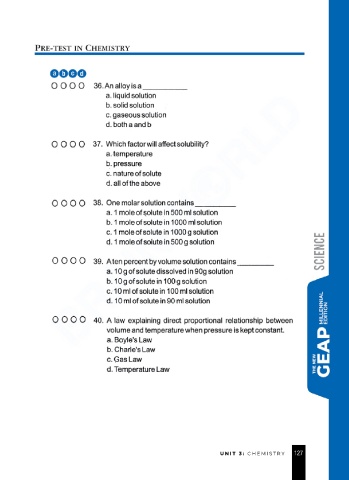 PRE-TEST IN CHEMISTRY
a b c d
36. An alloy is a ____________
a. liquid solution
b. solid solution
c. gaseous solution
d. both a and b
37. Which factor will affect solubility?
a. temperature
b. pressure
c. nature of solute
d. all of the above
38. One molar solution contains ___________
a. 1 mole of solute in 500 ml solution
b. 1 mole of solute in 1000 ml solution
c. 1 mole of solute in 1000 g solution
d. 1 mole of solute in 500 g solution
39. A ten percent by volume solution contains __________
a. 10 g of solute dissolved in 90g solution
b. 10 g of solute in 100 g solution
c. 10 ml of solute in 100 ml solution
d. 10 ml of solute in 90 ml solution
40. A law explaining direct proportional relationship between
volume and temperature when pressure is kept constant.
a. Boyle's Law
b. Charle's Law
c. Gas Law
d. Temperature Law
SCIENCE
THE NEW
GEAP MILLENNIAL
EDITION
UNIT 3: CHEMISTRY 127